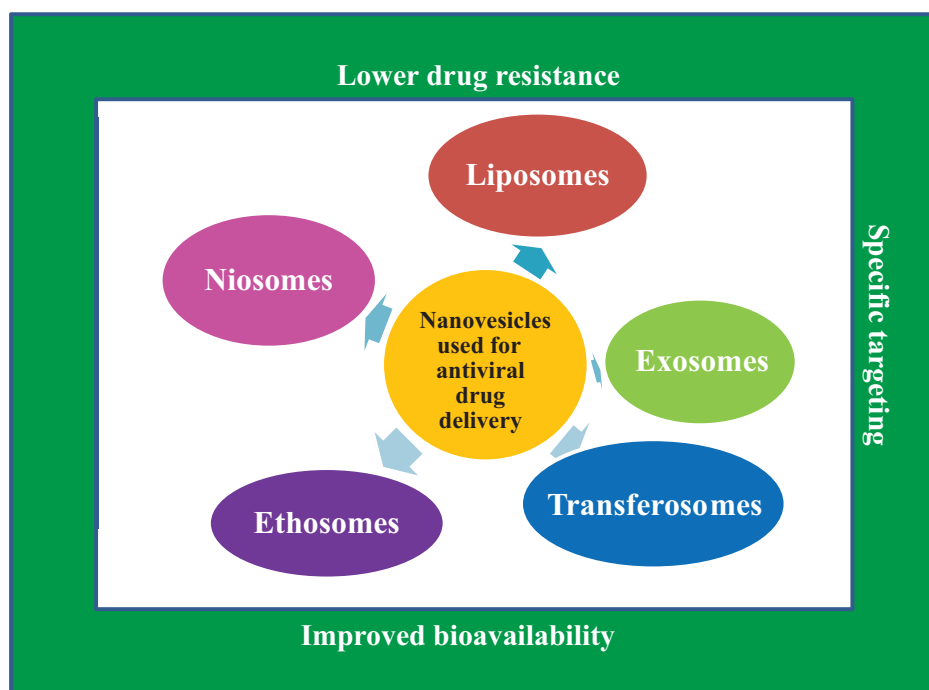 Lower drug resistance
Liposomes
Niosomes
Nanovesicles
used for
antiviral
drug
delivery
Exosomes
Specific targeting
Ethosomes
Transferosomes
Improved bioavailability